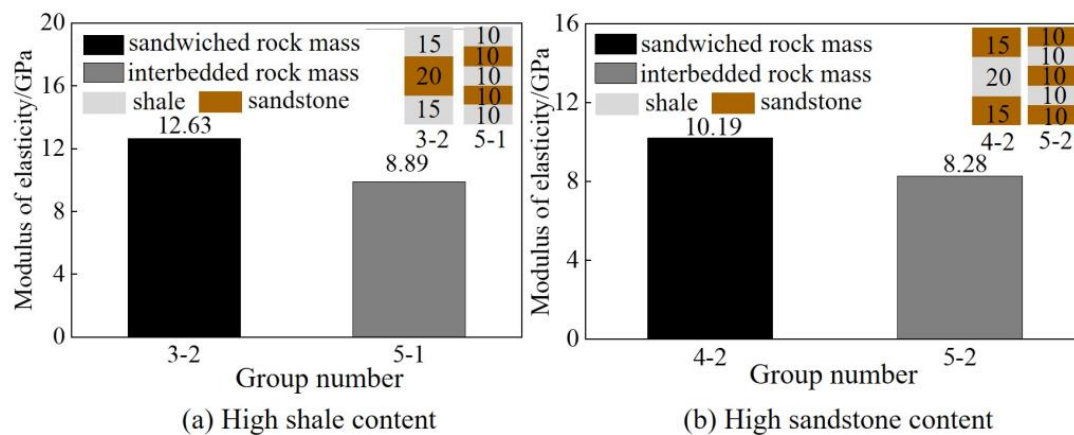 20
16
12
8
4
0
Modulus of elasticity/GPa
sandwiched rock mass
interbedded rock mass
shale
sandstone
12.63
8.89
15
20
15
3-2
10
10
10
10
10
5-1
3-2
5-1
Group number
(a) High shale content
16
12
8
4
0
Modulus of elasticity/GPa
sandwiched rock mass
interbedded rock mass
shale
sandstone
10.19
8.28
15
20
15
4-2
10
10
10
10
10
5-2
4-2
5-2
Group number
(b) High sandstone content